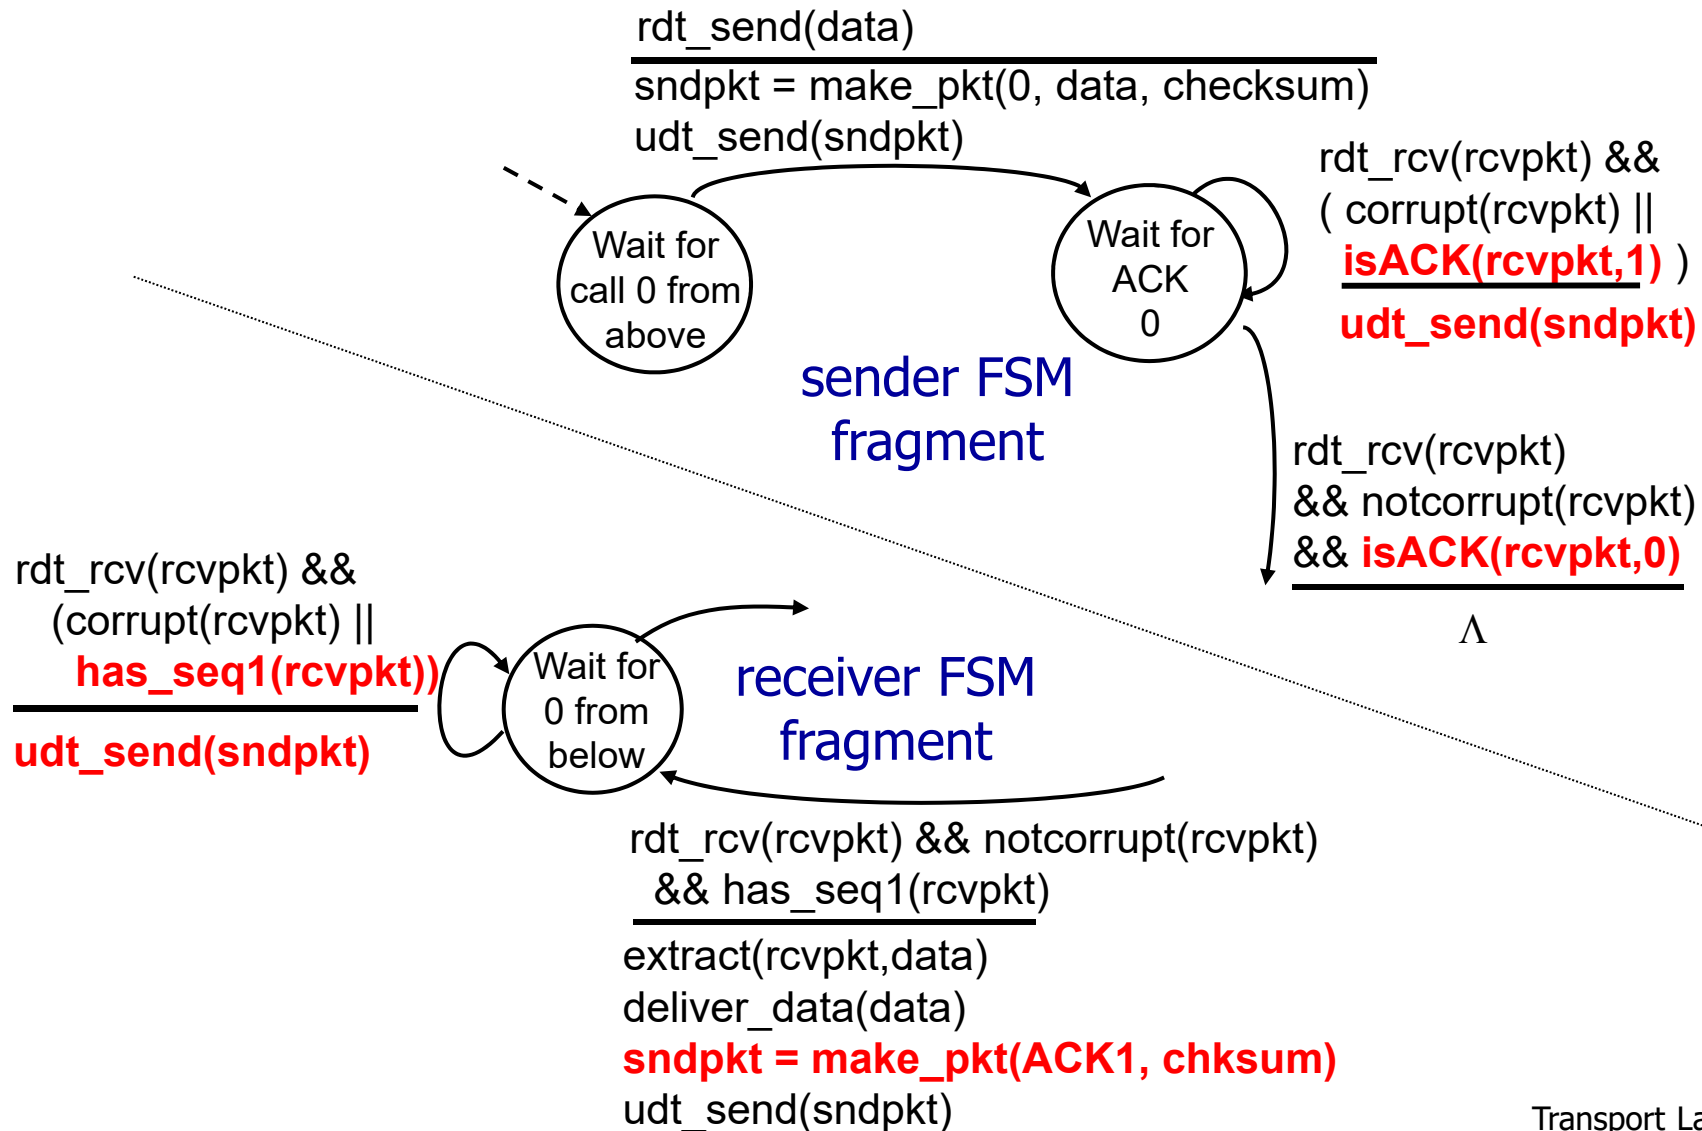 rdt_send(data)
sndpkt = make_pkt(0, data, checksum)
udt_send(sndpkt)
Wait for
call 0 from
above
Wait for
ACK
0
rdt_rcv(rcvpkt) &&
( corrupt(rcvpkt) ||
isACK(rcvpkt,1) )
udt_send(sndpkt)
sender FSM
fragment
rdt_rcv(rcvpkt)
&& notcorrupt(rcvpkt)
&& isACK(rcvpkt,0)
Λ
rdt_rcv(rcvpkt) &&
(corrupt(rcvpkt) ||
has_seq1(rcvpkt))
udt_send(sndpkt)
Wait for
0 from
below
receiver FSM
fragment
rdt_rcv(rcvpkt) && notcorrupt(rcvpkt)
&& has_seq1(rcvpkt)
extract(rcvpkt,data)
deliver_data(data)
sndpkt = make_pkt(ACK1, chksum)
udt_send(sndpkt)
Transport La